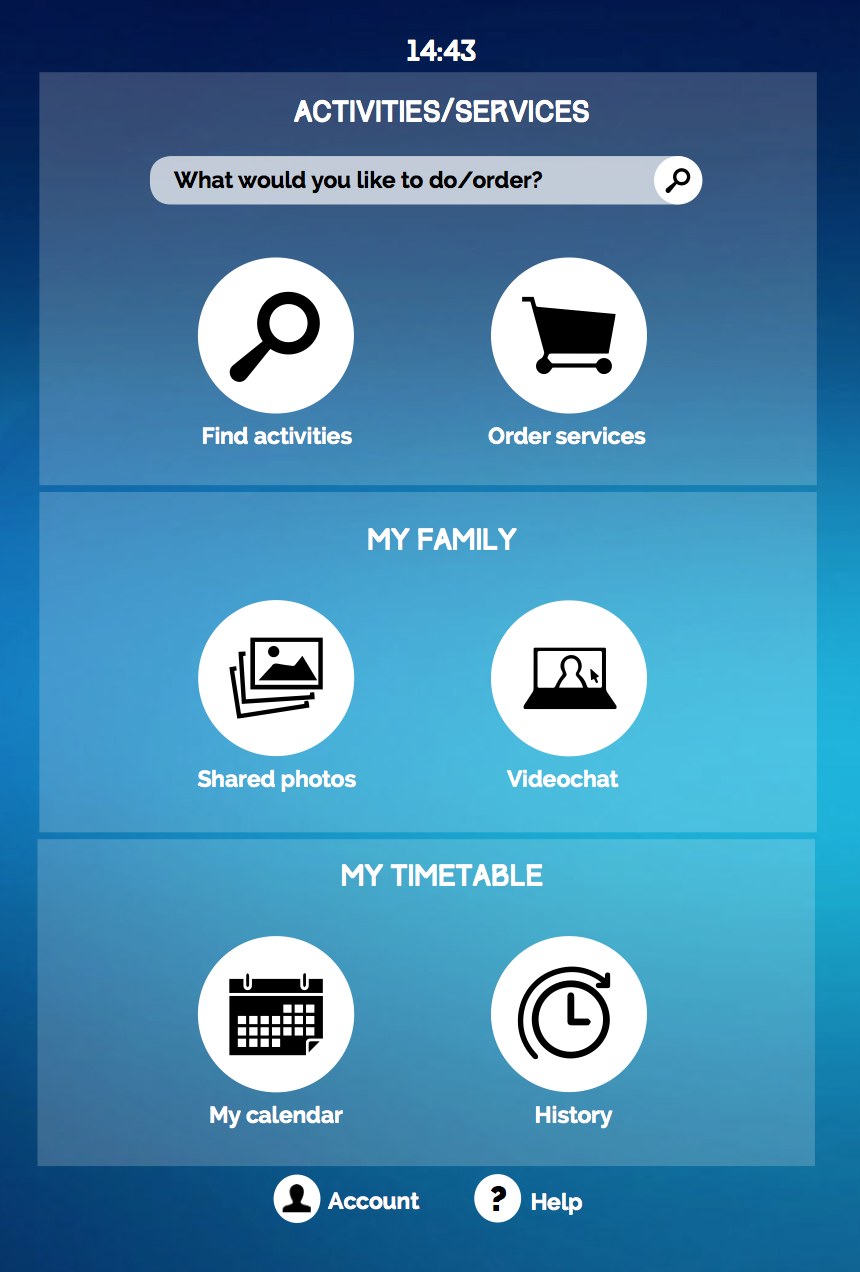 14:43
ACTIVITIES/SERVICES
What would you like to do/order?
Find activities
Order services
MY FAMILY
Shared photos
Videochat
MY TIMETABLE
My calendar
History
Account
? Help